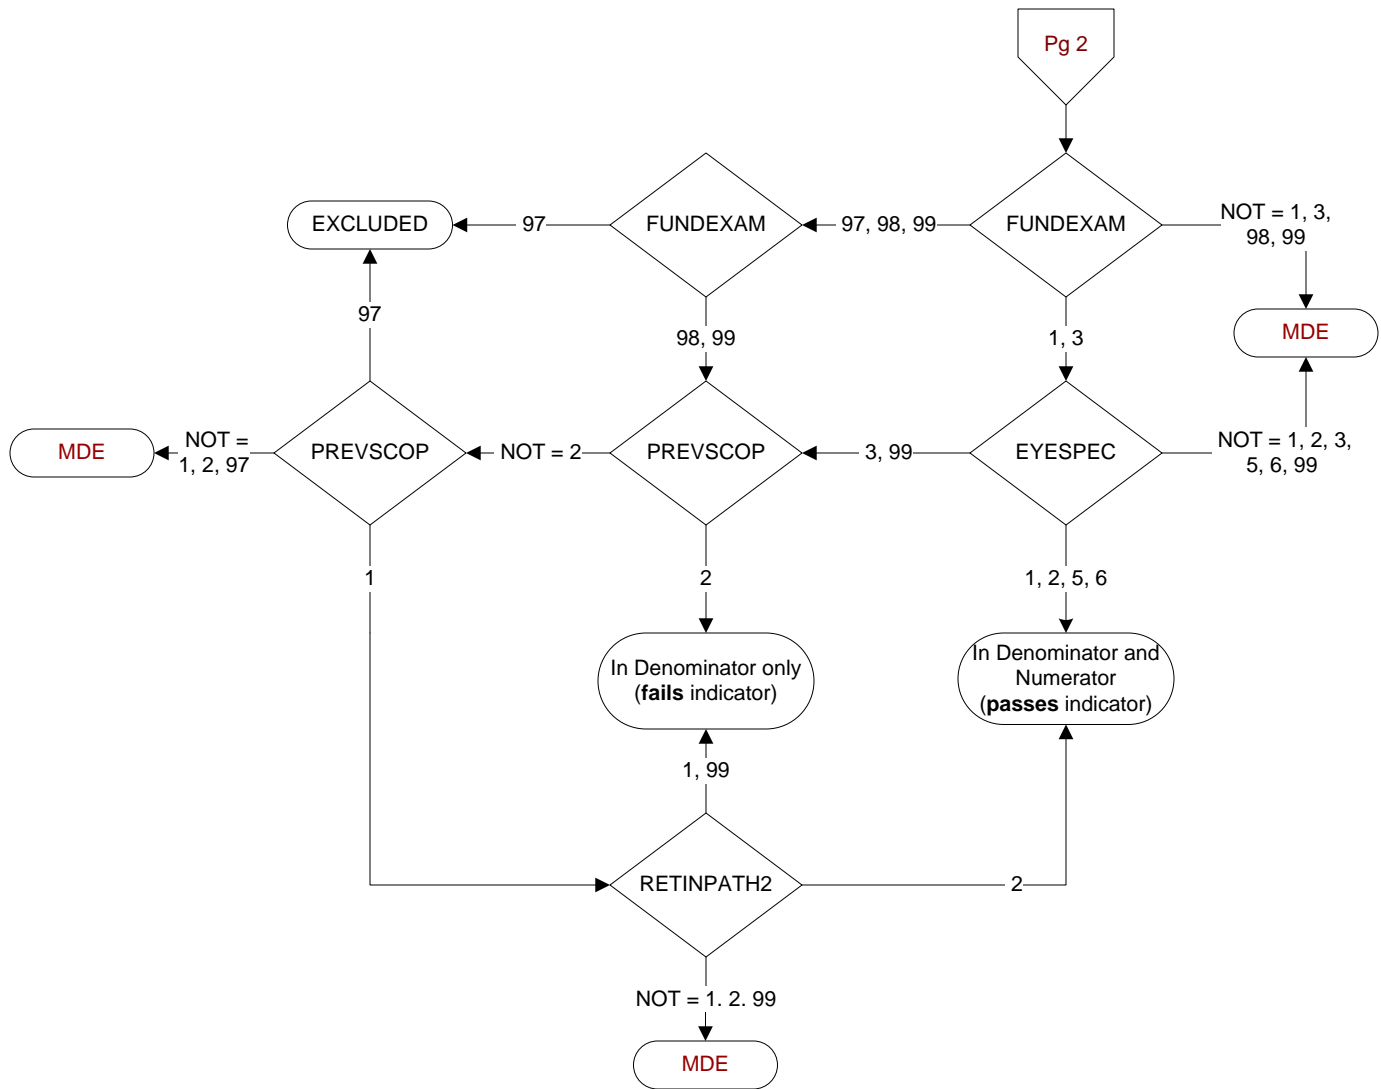 Pg 2
EXCLUDED
97
FUNDEXAM
97, 98, 99
FUNDEXAM
NOT = 1, 3,
98, 99
97
98, 99
1, 3
MDE
MDE
NOT =
1, 2, 97
PREVSCOP
NOT = 2
PREVSCOP
3, 99
EYESPEC
NOT = 1, 2, 3,
5, 6, 99
1
2
1, 2, 5, 6
In Denominator only
(fails indicator)
In Denominator and
Numerator
(passes indicator)
1, 99
RETINPATH2
2
NOT = 1. 2. 99
MDE